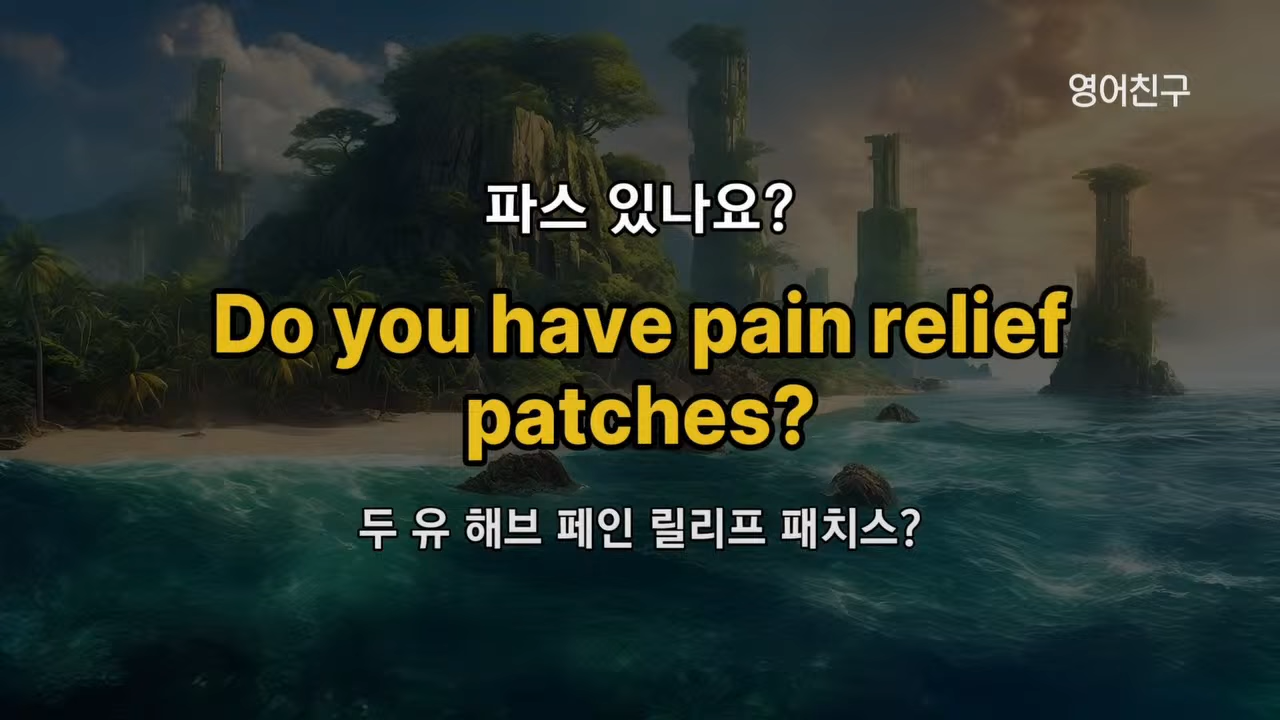 영어친구
파스 있나요?
Do you have pain relief
patches?
두 유 해브 페인 릴리프 패치스?